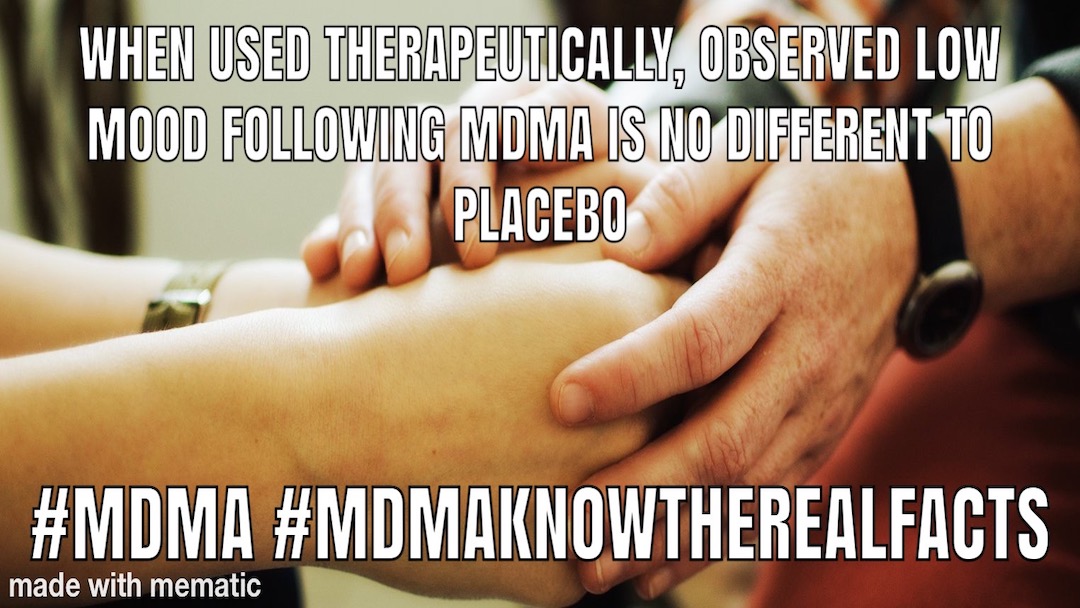 WHEN USED THERAPEUTICALLY, OBSERVED LOW
MOOD FOLLOWING MDMA IS NO DIFFERENT TO
PLACEBO
#MDMA #MDMAKNOWTHEREALFACTS
made with mematic